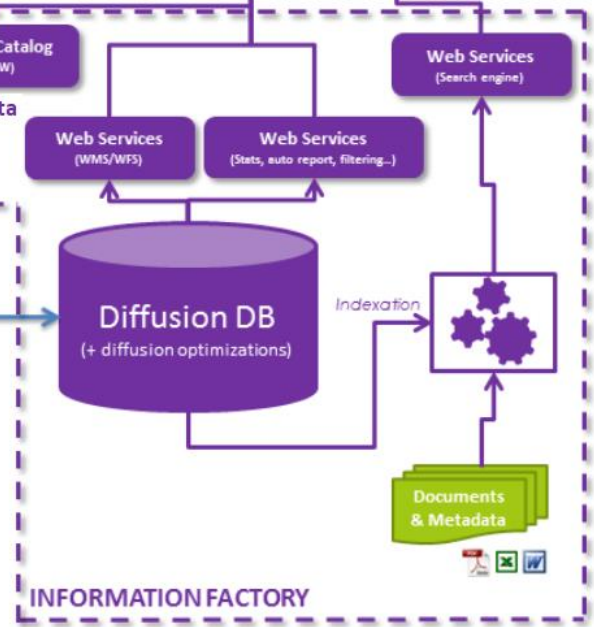 Catalog
W)
ta
Web Services
(Search engine)
Web Services
(WMS/WFS)
Web Services
(Stats, auto report, filtering...)
Diffusion DB
(+ diffusion optimizations)
Indexation
Documents
& Metadata
INFORMATION FACTORY